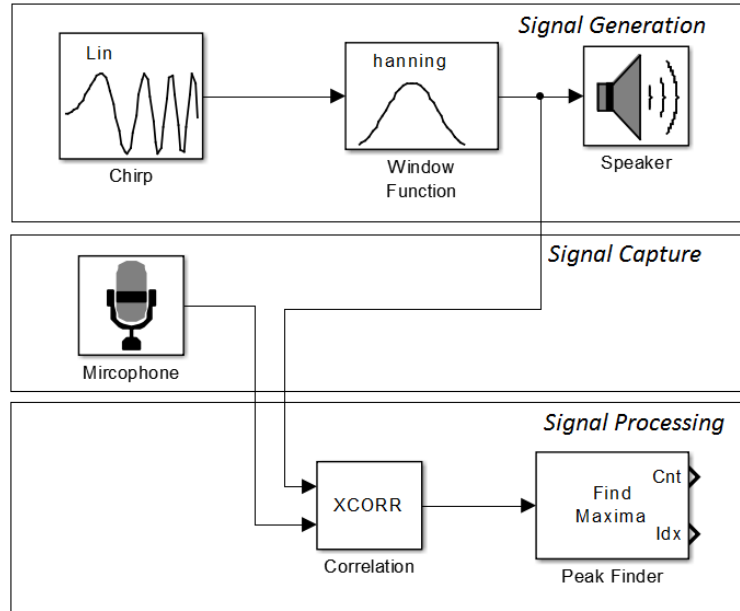 Signal Generation
Lin
Chirp
hanning
Window
Function
Speaker
Signal Capture
Mircophone
Signal Processing
XCORR
Correlation
Find
Maxima
Cnt
Idx
Peak Finder